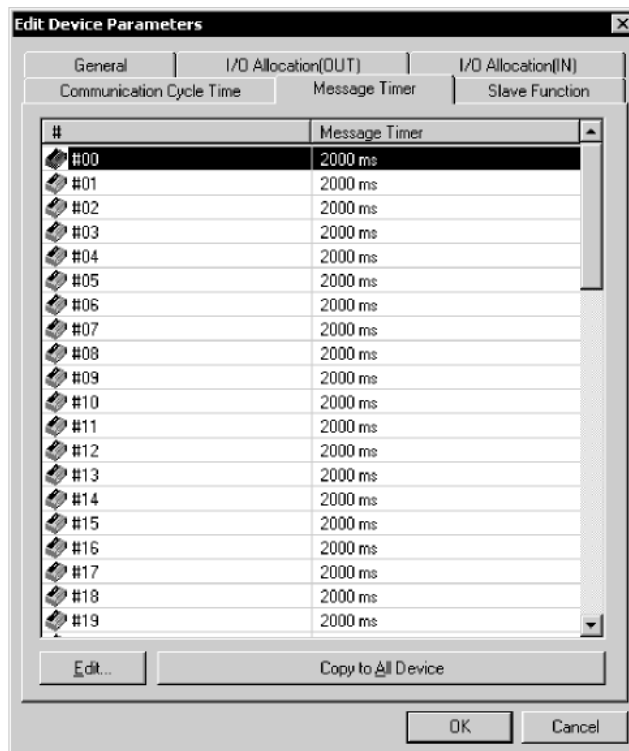 Edit Device Parameters
General I/O Allocation(OUT) I/O Allocation(IN)
Communication Cycle Time Message Timer Slave Function
# Message Timer
#00 2000 ms
#01 2000 ms
#02 2000 ms
#03 2000 ms
#04 2000 ms
#05 2000 ms
#06 2000 ms
#07 2000 ms
#08 2000 ms
#09 2000 ms
#10 2000 ms
#11 2000 ms
#12 2000 ms
#13 2000 ms
#14 2000 ms
#15 2000 ms
#16 2000 ms
#17 2000 ms
#18 2000 ms
#19 2000 ms
Edit... Copy to All Device
OK Cancel